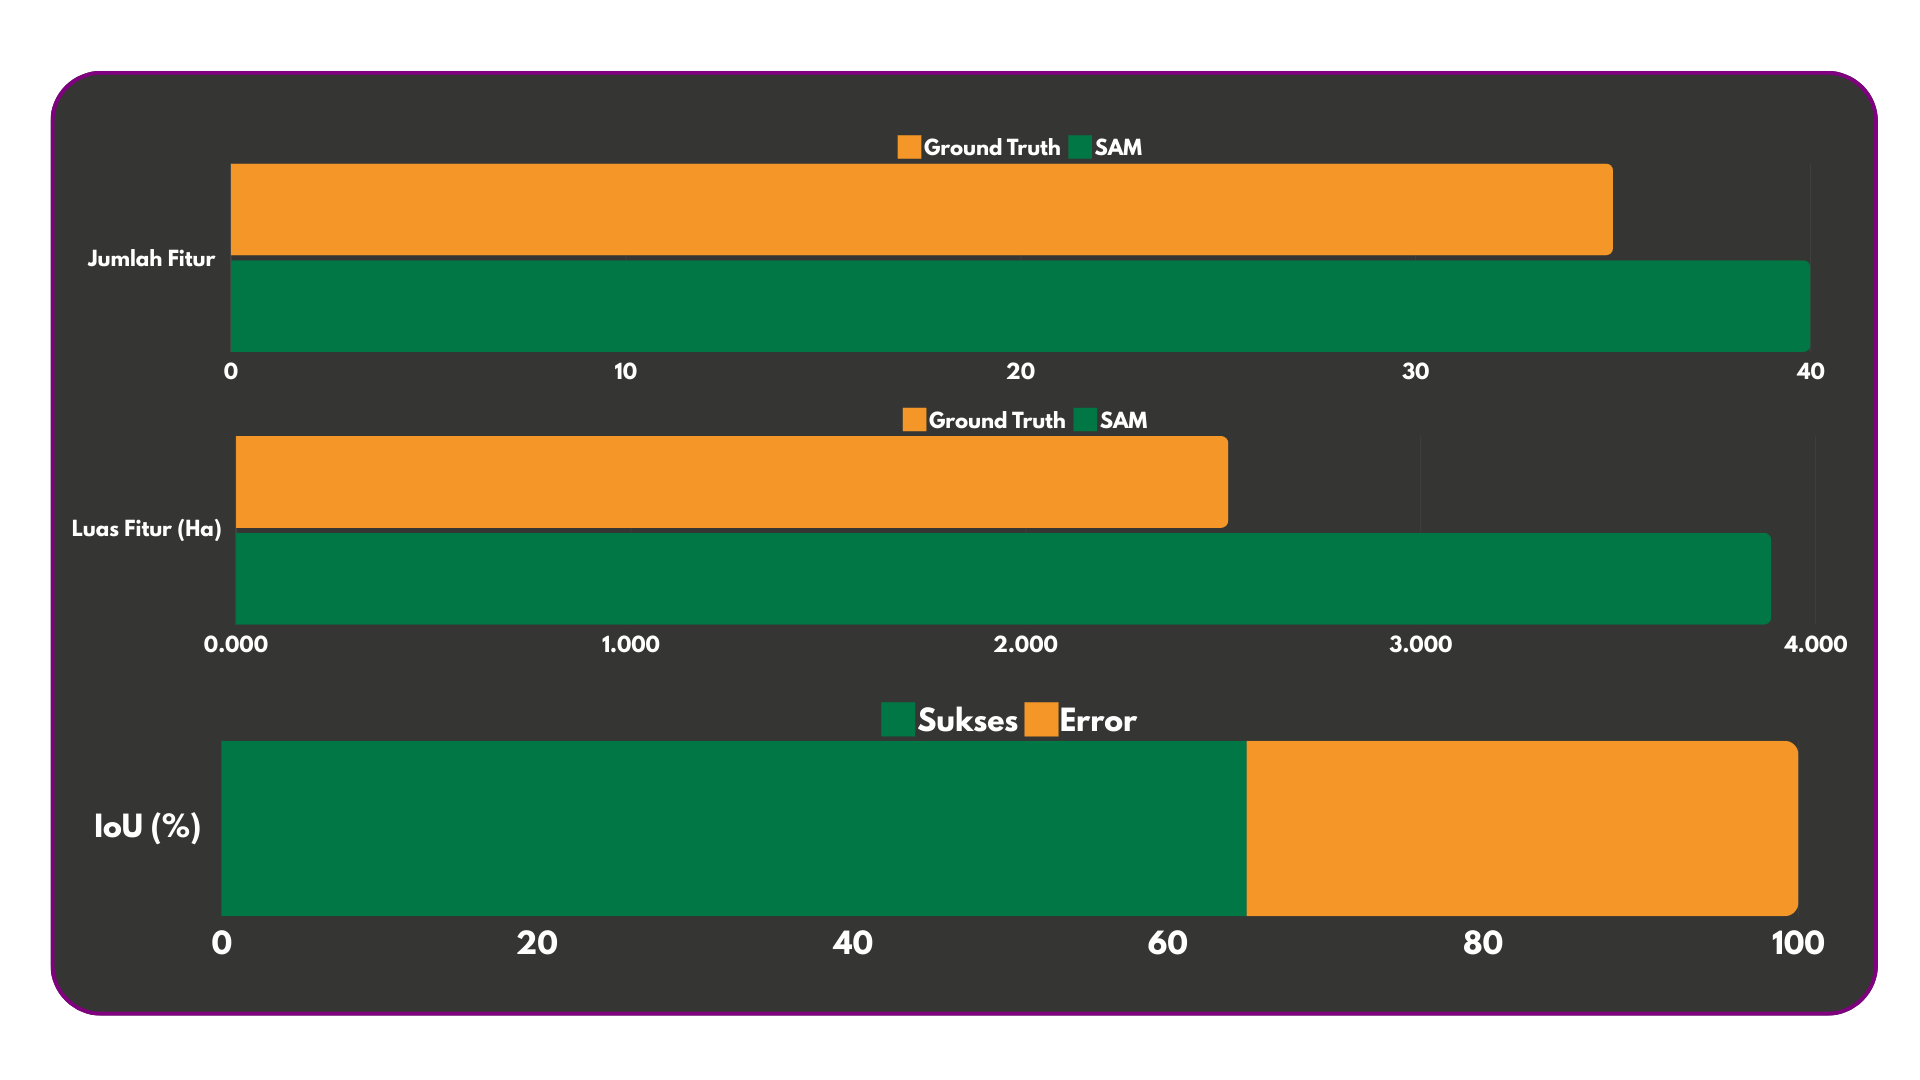 Ground Truth SAM
Jumlah Fitur
0 10 20 30 40
Ground Truth SAM
Luas Fitur (Ha)
0.000 1.000 2.000 3.000 4.000
Sukses Error
IoU (%)
0 20 40 60 80 100